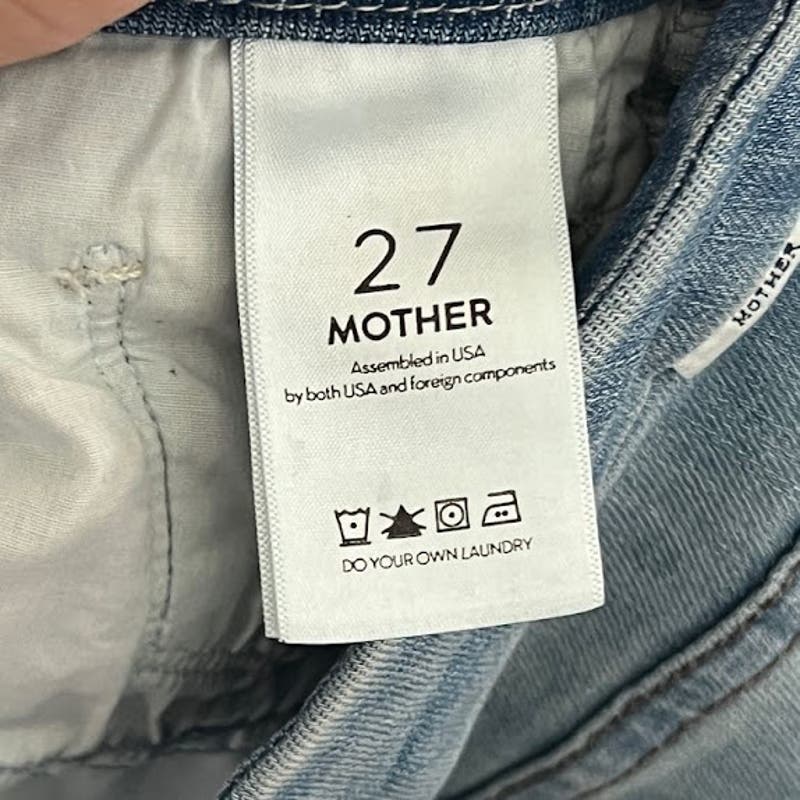 27
MOTHER
Assembled in USA
by both USA and foreign components
DO YOUR OWN LAUNDRY
MOTHER